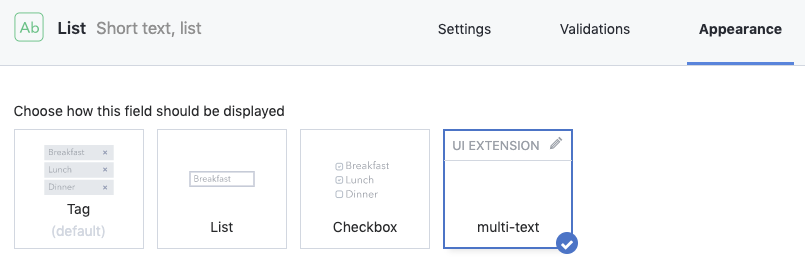 Ab List Short text, list Settings Validations Appearance
Choose how this field should be displayed
Breakfast ×
Lunch ×
Dinner ×
Tag
(default)
Breakfast
List
Breakfast
Lunch
Dinner
Checkbox
UI EXTENSION
multi-text